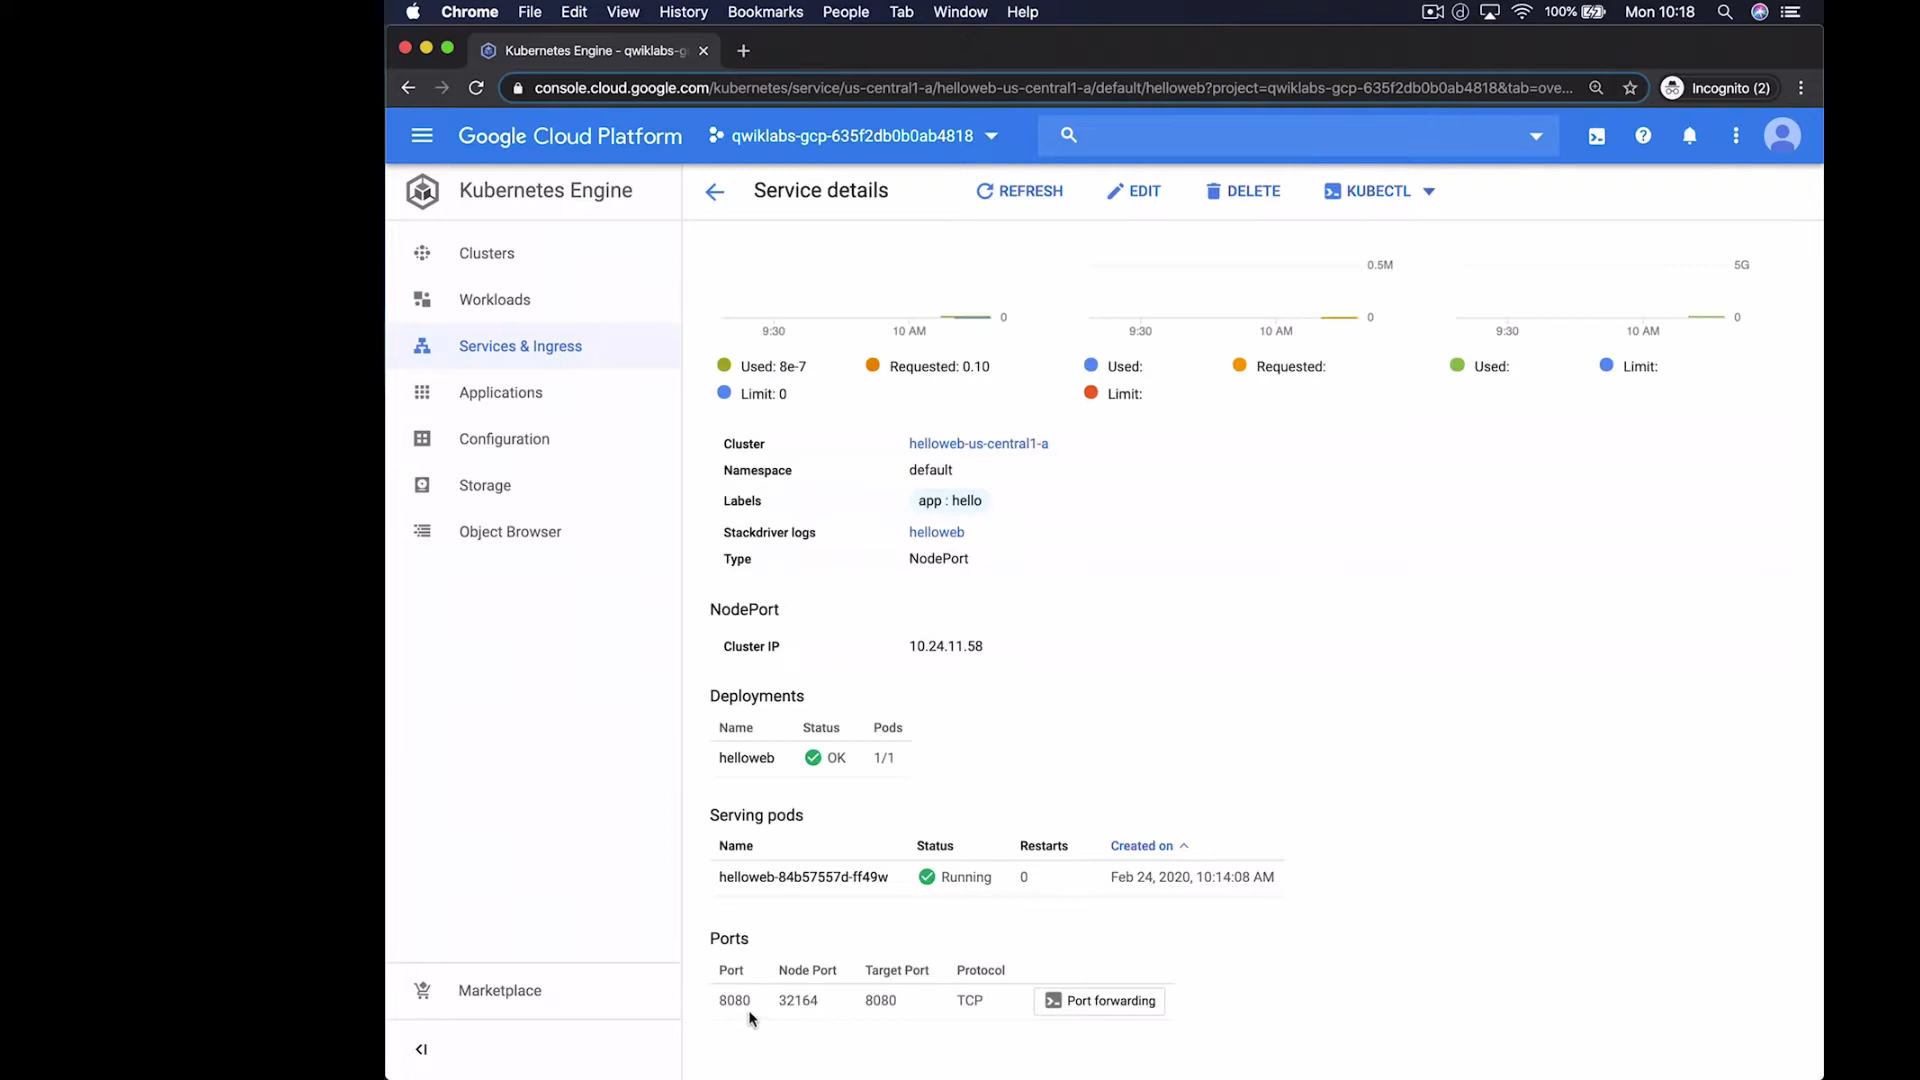 Chrome File Edit View History Bookmarks People Tab Window Help 100% Mon 10:18
Kubernetes Engine - qwiklabs-g
console.cloud.google.com/kubernetes/service/us-central1-a/helloweb-us-central1-a/default/helloweb?project=qwiklabs-gcp-635f2db0b0ab4818&tab=ove... Incognito (2)
Google Cloud Platform qwiklabs-gcp-635f2db0b0ab4818
Kubernetes Engine
Clusters
Workloads
Services & Ingress
Applications
Configuration
Storage
Object Browser
Marketplace
Service details REFRESH EDIT DELETE KUBECTL
0.5M 5G
0 0 0
9:30 10 AM 9:30 10 AM 9:30 10 AM
Used: 8e-7 Requested: 0.10 Used: Requested: Used: Limit:
Limit: 0 Limit:
Cluster helloweb-us-central1-a
Namespace default
Labels app : hello
Stackdriver logs helloweb
Type NodePort
NodePort
Cluster IP 10.24.11.58
Deployments
Name Status Pods
helloweb OK 1/1
Serving pods
Name Status Restarts Created on
helloweb-84b57557d-ff49w Running 0 Feb 24, 2020, 10:14:08 AM
Ports
Port Node Port Target Port Protocol
8080 32164 8080 TCP Port forwarding